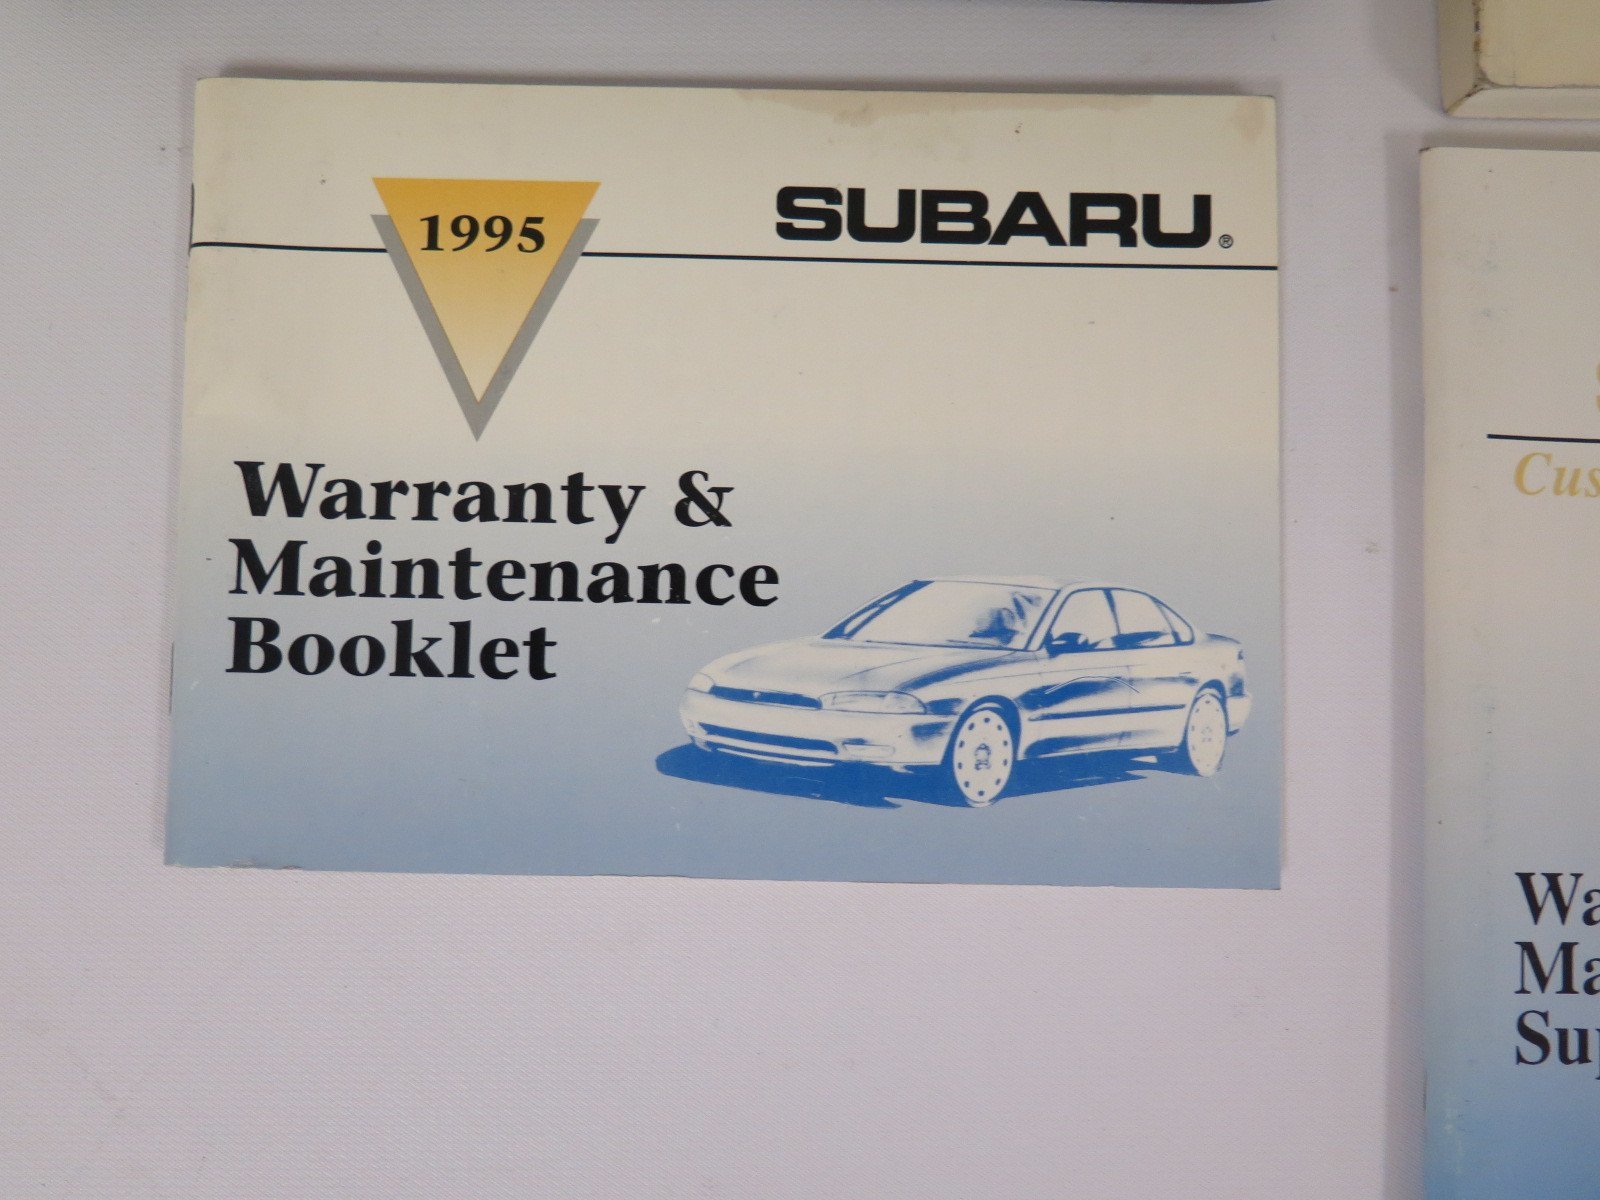 1995
SUBARU®
Warranty &
Maintenance
Booklet